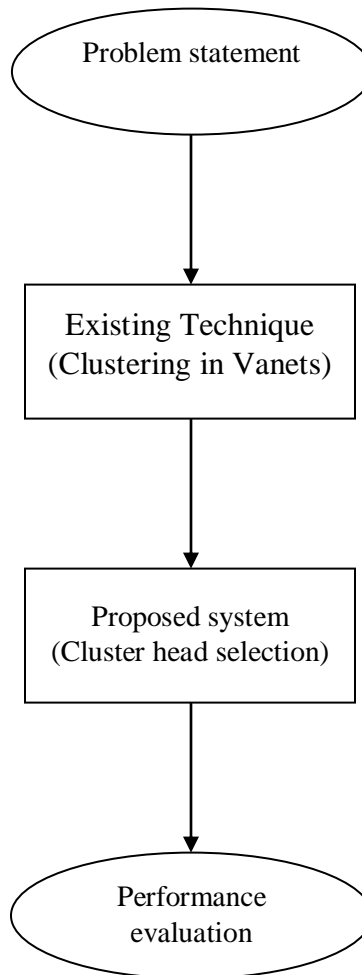 Problem statement
Existing Technique
(Clustering in Vanets)
Proposed system
(Cluster head selection)
Performance
evaluation